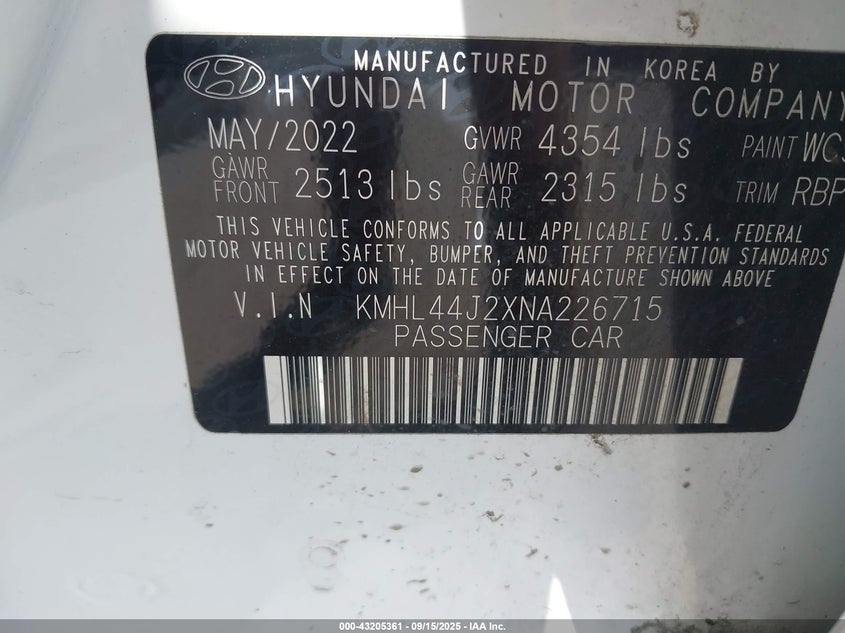 MANUFACTURED IN KOREA BY
HYUNDAI MOTOR COMPANY
MAY/2022 GVWR 4354 lbs PAINT
GAWR FRONT 2513 lbs GAWR REAR 2315 lbs TRIM
THIS VEHICLE CONFORMS TO ALL APPLICABLE U.S.A. FEDERAL
MOTOR VEHICLE SAFETY, BUMPER, AND THEFT PREVENTION STANDARDS
IN EFFECT ON THE DATE OF MANUFACTURE SHOWN ABOVE
V.I.N KMHL44J2XNA226715
PASSENGER CAR
000-43205361 - 09/15/2025 - IAA Inc.